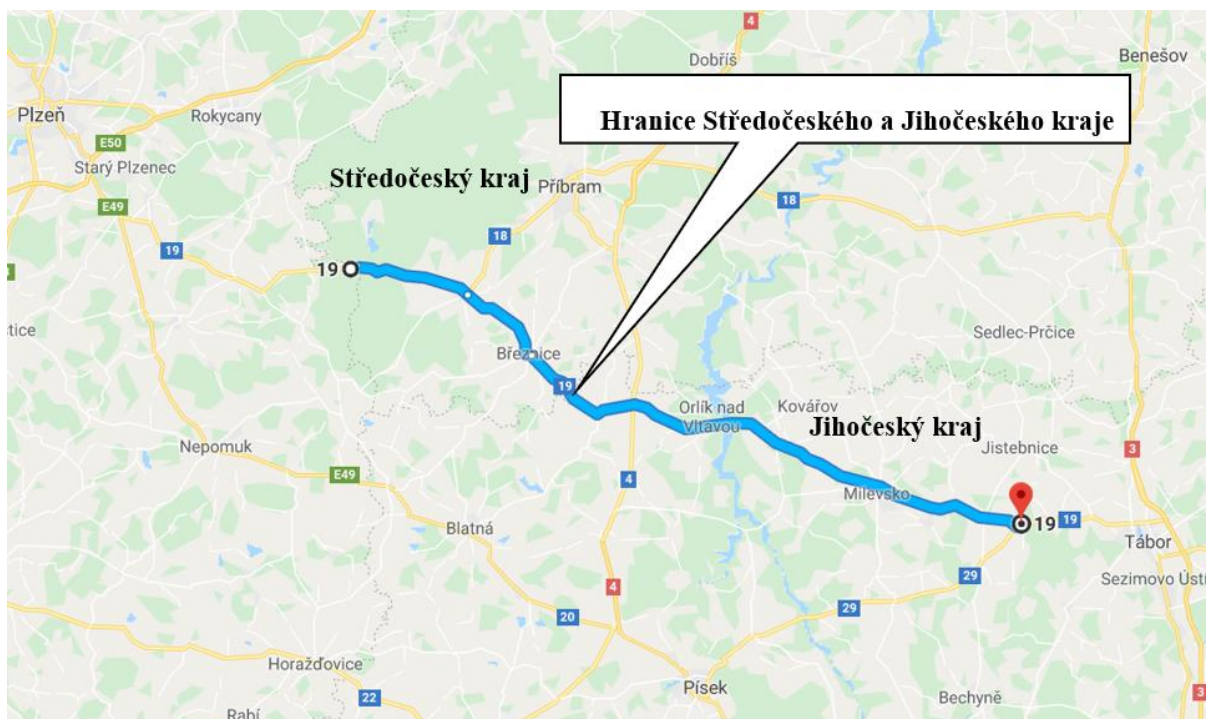 4
Dobříš
Benešov
Plzeň
Rokycany
Hranice Středočeského a Jihočeského kraje
E50
Starý Plzenec
Středočeský kraj
Příbram
E49
18
18
19
19
Sedlec-Prčice
Březnice
19
Orlík nad
Vltavou
Kovářov
Jihočeský kraj
Nepomuk
Jistebnice
3
E49
4
Milevsko
Blatná
19
19
Tábor
29
Sezimovo Ústí
4
29
20
Horažďovice
Písek
Bechyně
22
3
Rabí